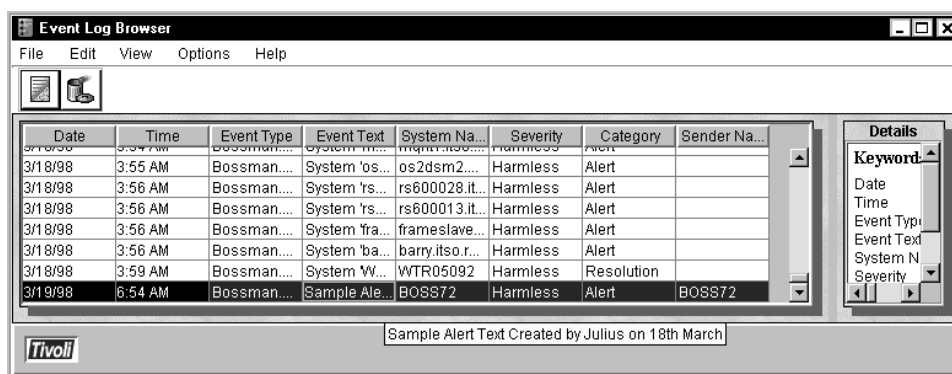 Event Log Browser
File Edit View Options Help
Date Time Event Type Event Text System Na... Severity Category Sender Na...
3/18/98 3:55 AM Bossman.... System 'os... os2dsm2.... Harmless Alert
3/18/98 3:56 AM Bossman.... System 'rs... rs600028.it... Harmless Alert
3/18/98 3:56 AM Bossman.... System 'rs... rs600013.it... Harmless Alert
3/18/98 3:56 AM Bossman.... System 'fra... frameslave... Harmless Alert
3/18/98 3:56 AM Bossman.... System 'ba... barry.itso.r... Harmless Alert
3/18/98 3:59 AM Bossman.... System 'W... WTR05092 Harmless Resolution
3/19/98 6:54 AM Bossman.... Sample Ale... BOSS72 Harmless Alert BOSS72
Sample Alert Text Created by Julius on 18th March
Details
Keyword
Date
Time
Event Typ
Event Text
System N
Severity
Tivoli